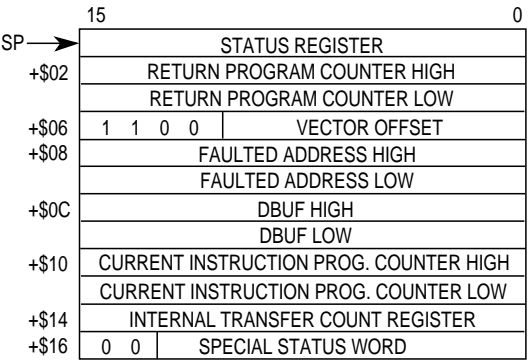 15 0
SP STATUS REGISTER
+$02 RETURN PROGRAM COUNTER HIGH
RETURN PROGRAM COUNTER LOW
+$06 1 1 0 0 VECTOR OFFSET
+$08 FAULTED ADDRESS HIGH
FAULTED ADDRESS LOW
+$0C DBUF HIGH
DBUF LOW
+$10 CURRENT INSTRUCTION PROG. COUNTER HIGH
CURRENT INSTRUCTION PROG. COUNTER LOW
+$14 INTERNAL TRANSFER COUNT REGISTER
+$16 0 0 SPECIAL STATUS WORD